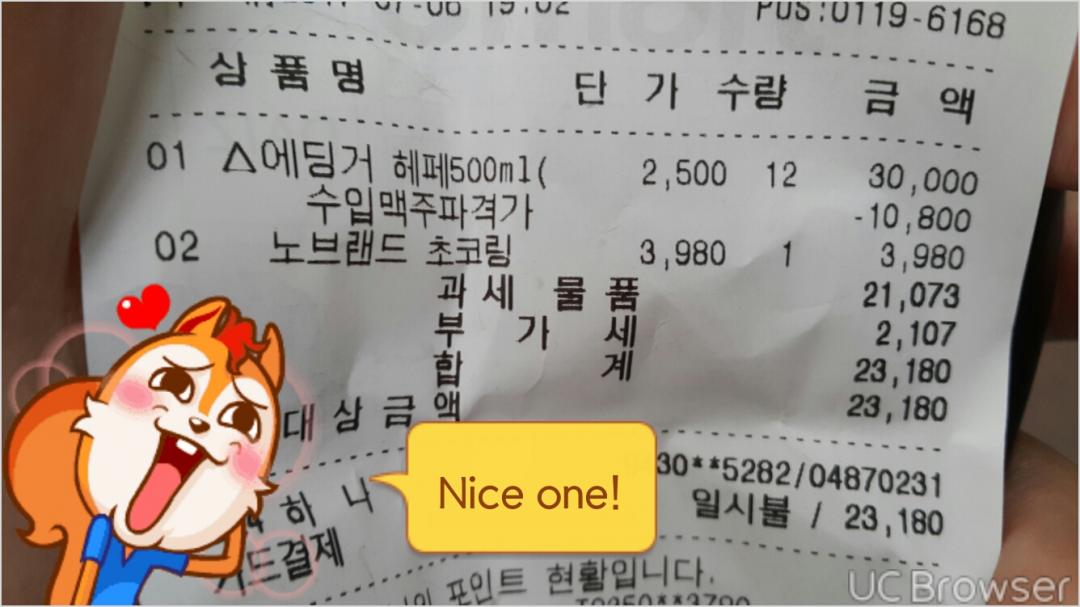 07-06 19:02 POS:0119-6168
상 품 명 단 가 수량 금 액
01 △에딩거 헤페500ml( 2,500 12 30,000
수입맥주파격가 -10,800
02 노브랜드 초코링 3,980 1 3,980
과 세 물 품 21,073
부 가 세 2,107
합 계 23,180
대 상 금 액 23,180
30**5282/04870231
하 나 일시불 / 23,180
드결제
포인트 현황입니다.
Nice one!
UC Browser